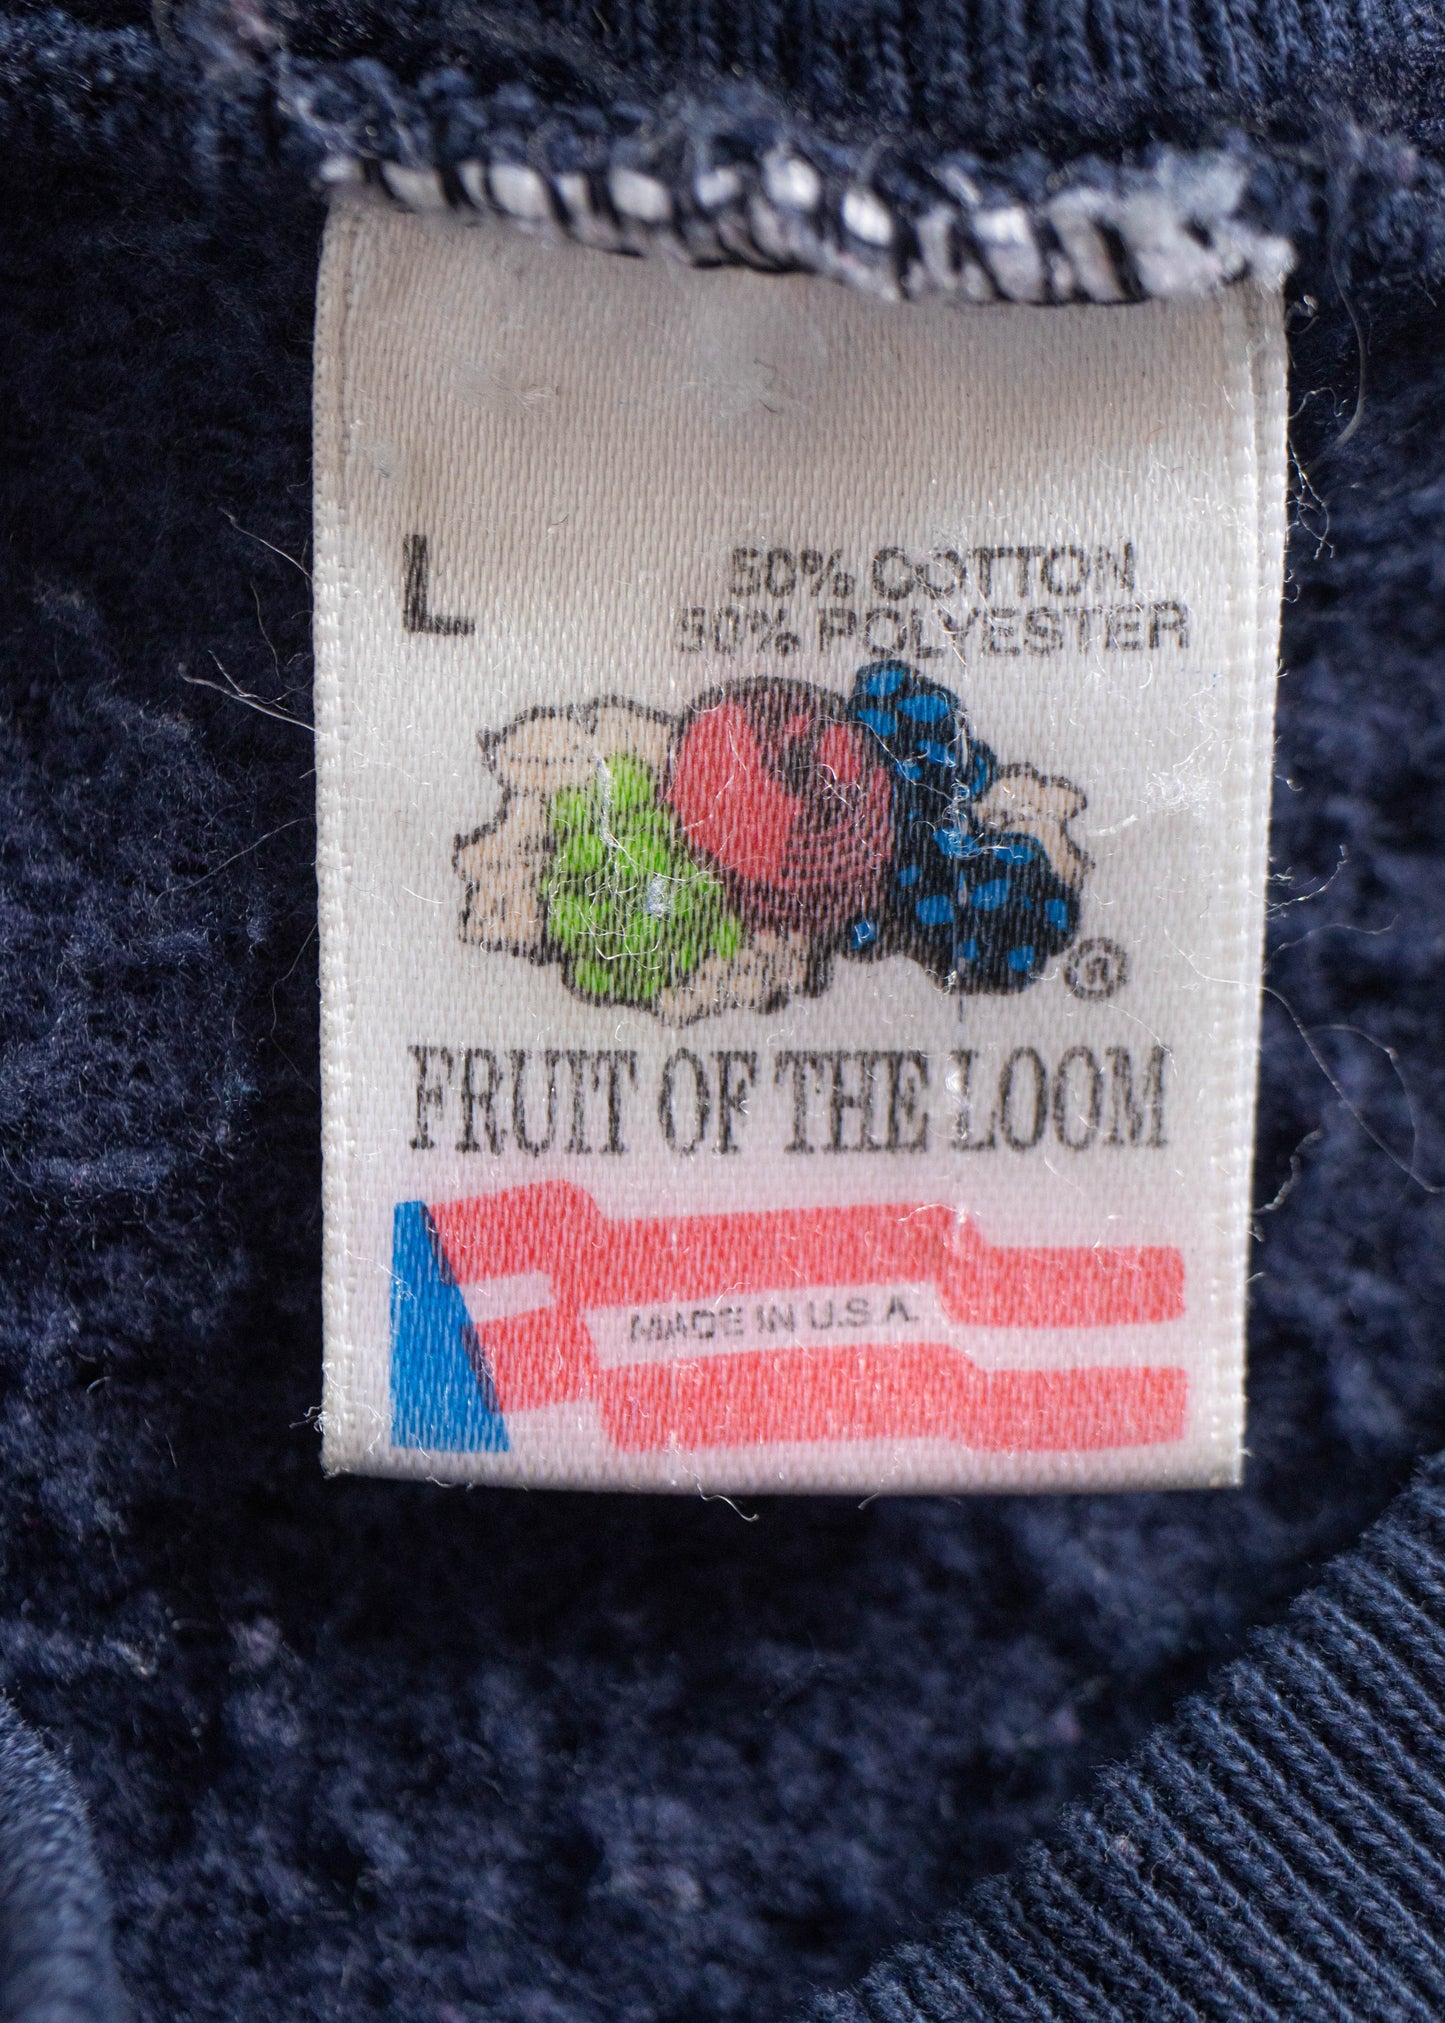 L
50% COTTON
50% POLYESTER
®
FRUIT OF THE LOOM
MADE IN U.S.A.